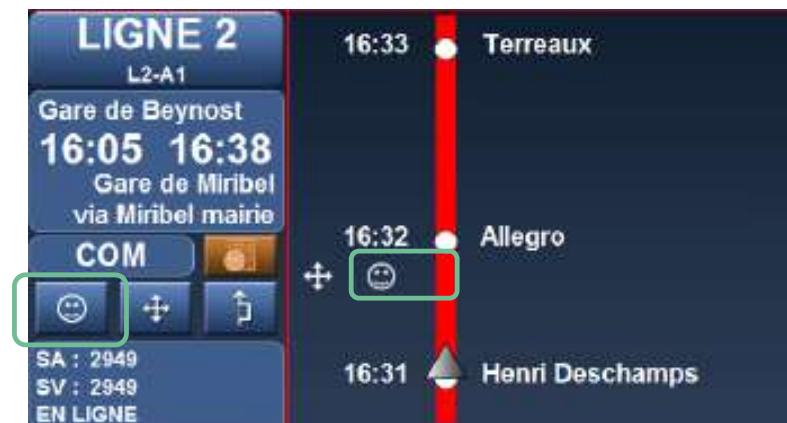 LIGNE 2
L2-A1
Gare de Beynost
16:05 16:38
Gare de Miribel
via Miribel mairie
COM
SA : 2949
SV : 2949
EN LIGNE
16:33 Terreaux
16:32 Allegro
16:31 Henri Deschamps